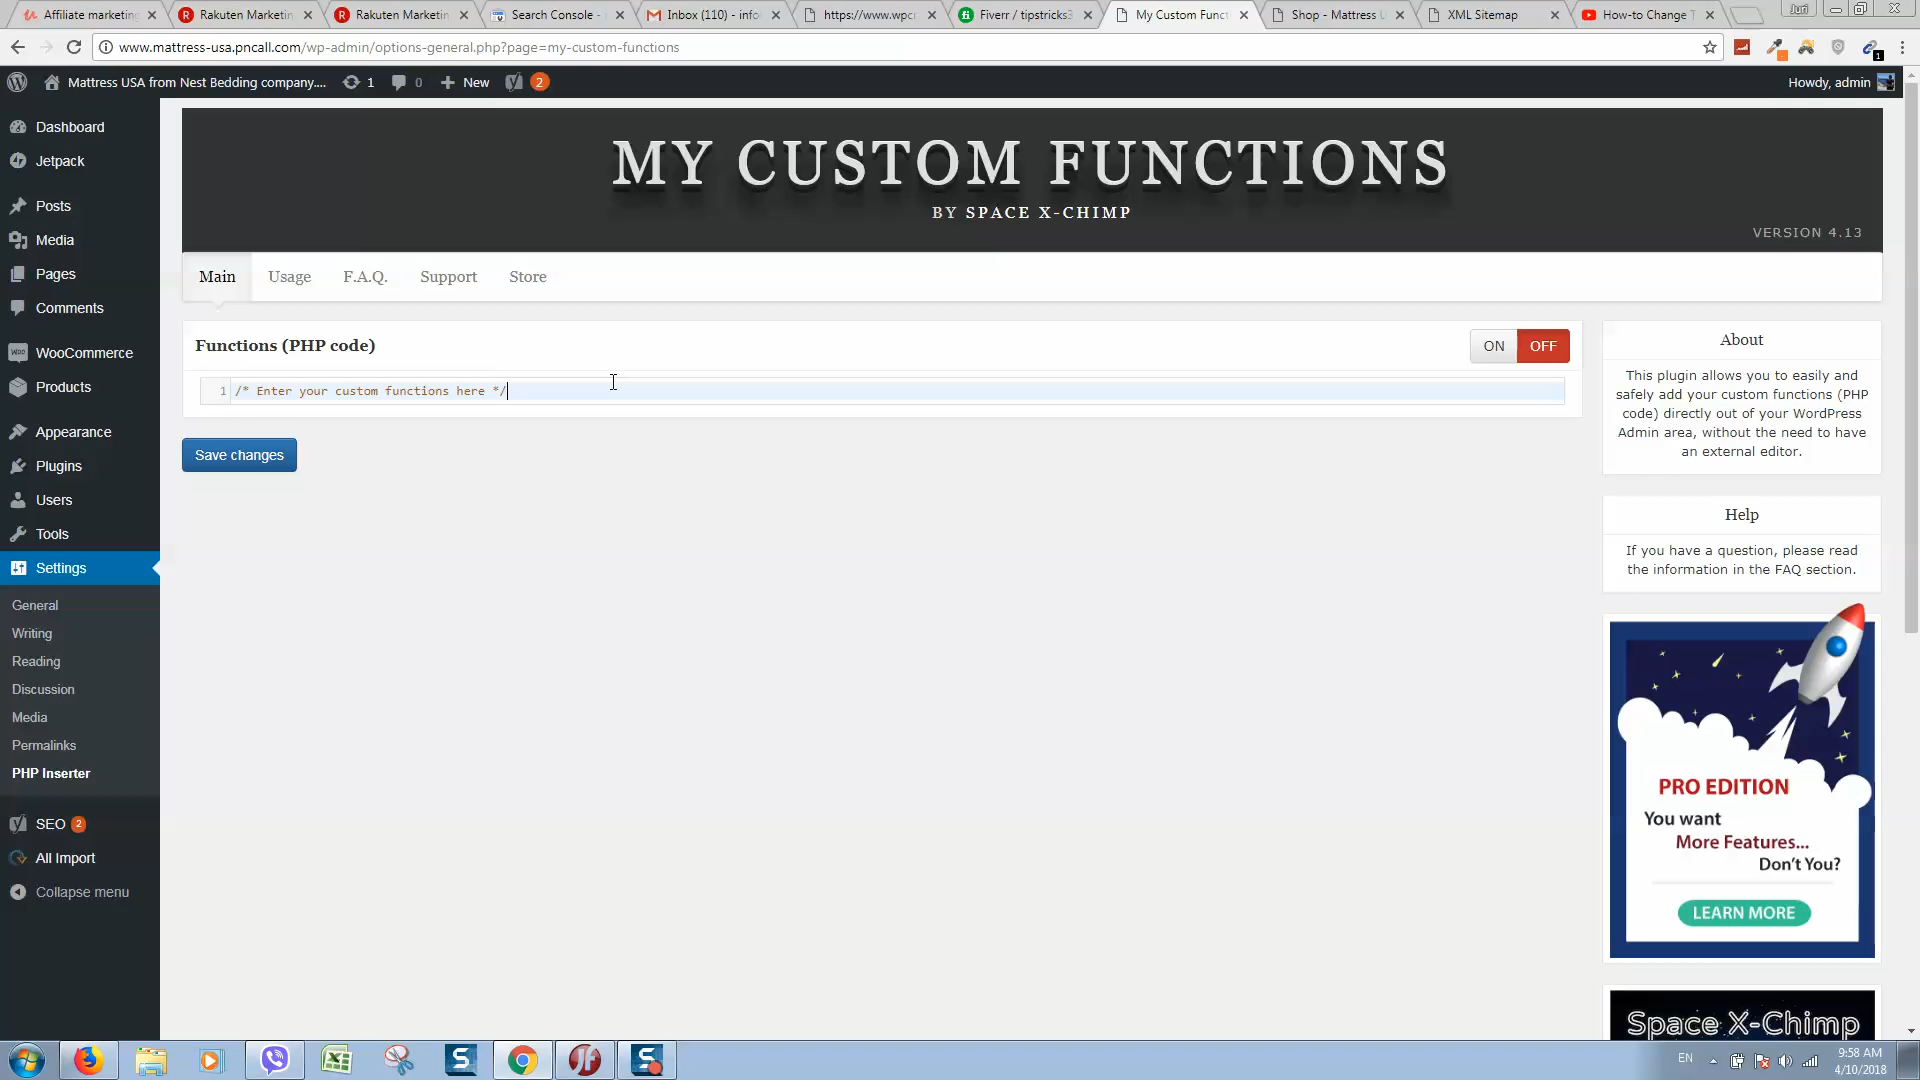 Affiliate marketing
Rakuten Marketin
Rakuten Marketin
Search Console -
Inbox (110) - info
https://www.wpc
Fiverr / tipstricks3
My Custom Funct
Shop - Mattress U
XML Sitemap
How-to Change T
Juri
www.mattress-usa.pncall.com/wp-admin/options-general.php?page=my-custom-functions
1
Mattress USA from Nest Bedding company....
1
0
New
2
Howdy, admin
Dashboard
Jetpack
Posts
Media
Pages
Comments
WooCommerce
Products
Appearance
Plugins
Users
Tools
Settings
General
Writing
Reading
Discussion
Media
Permalinks
PHP Inserter
SEO 2
All Import
Collapse menu
MY CUSTOM FUNCTIONS
BY SPACE X-CHIMP
VERSION 4.13
Main
Usage
F.A.Q.
Support
Store
Functions (PHP code)
ON
OFF
1 /* Enter your custom functions here */
Save changes
About
This plugin allows you to easily and
safely add your custom functions (PHP
code) directly out of your WordPress
Admin area, without the need to have
an external editor.
Help
If you have a question, please read
the information in the FAQ section.
PRO EDITION
You want
More Features...
Don't You?
LEARN MORE
Space X-Chimp
EN
9:58 AM
4/10/2018